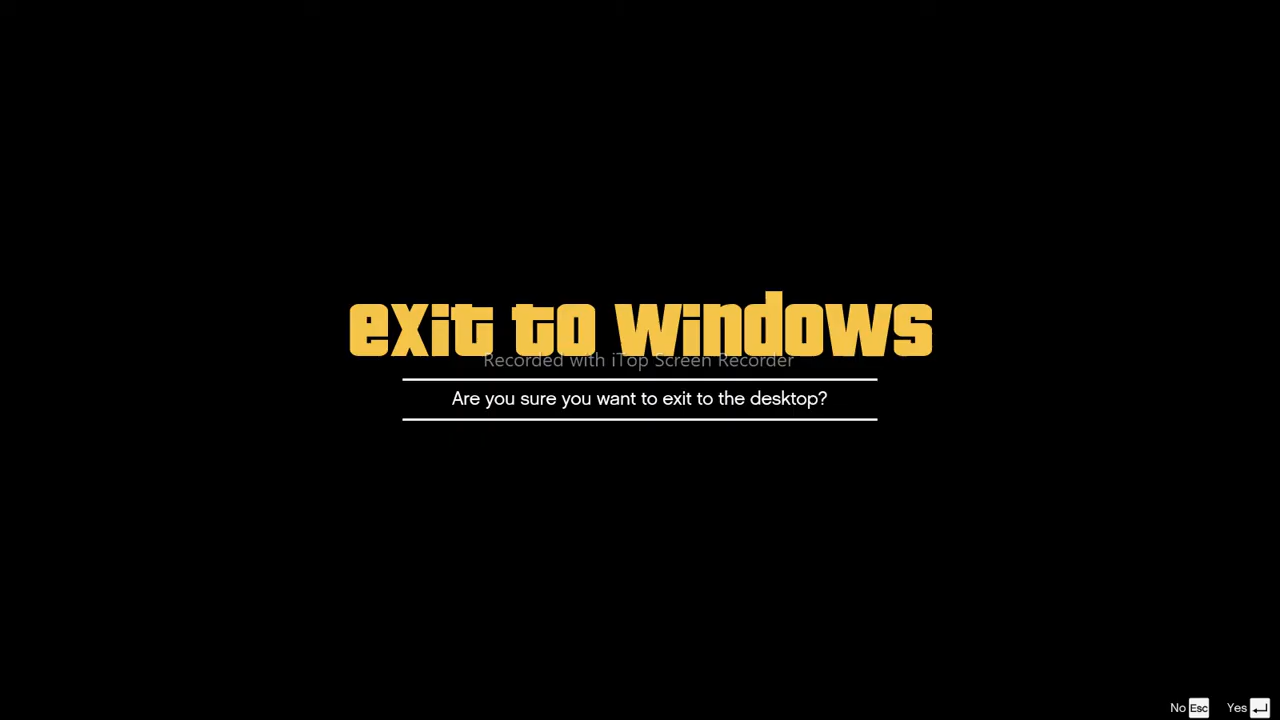 exit to windows
Recorded with iTop Screen Recorder
Are you sure you want to exit to the desktop?
No Esc Yes